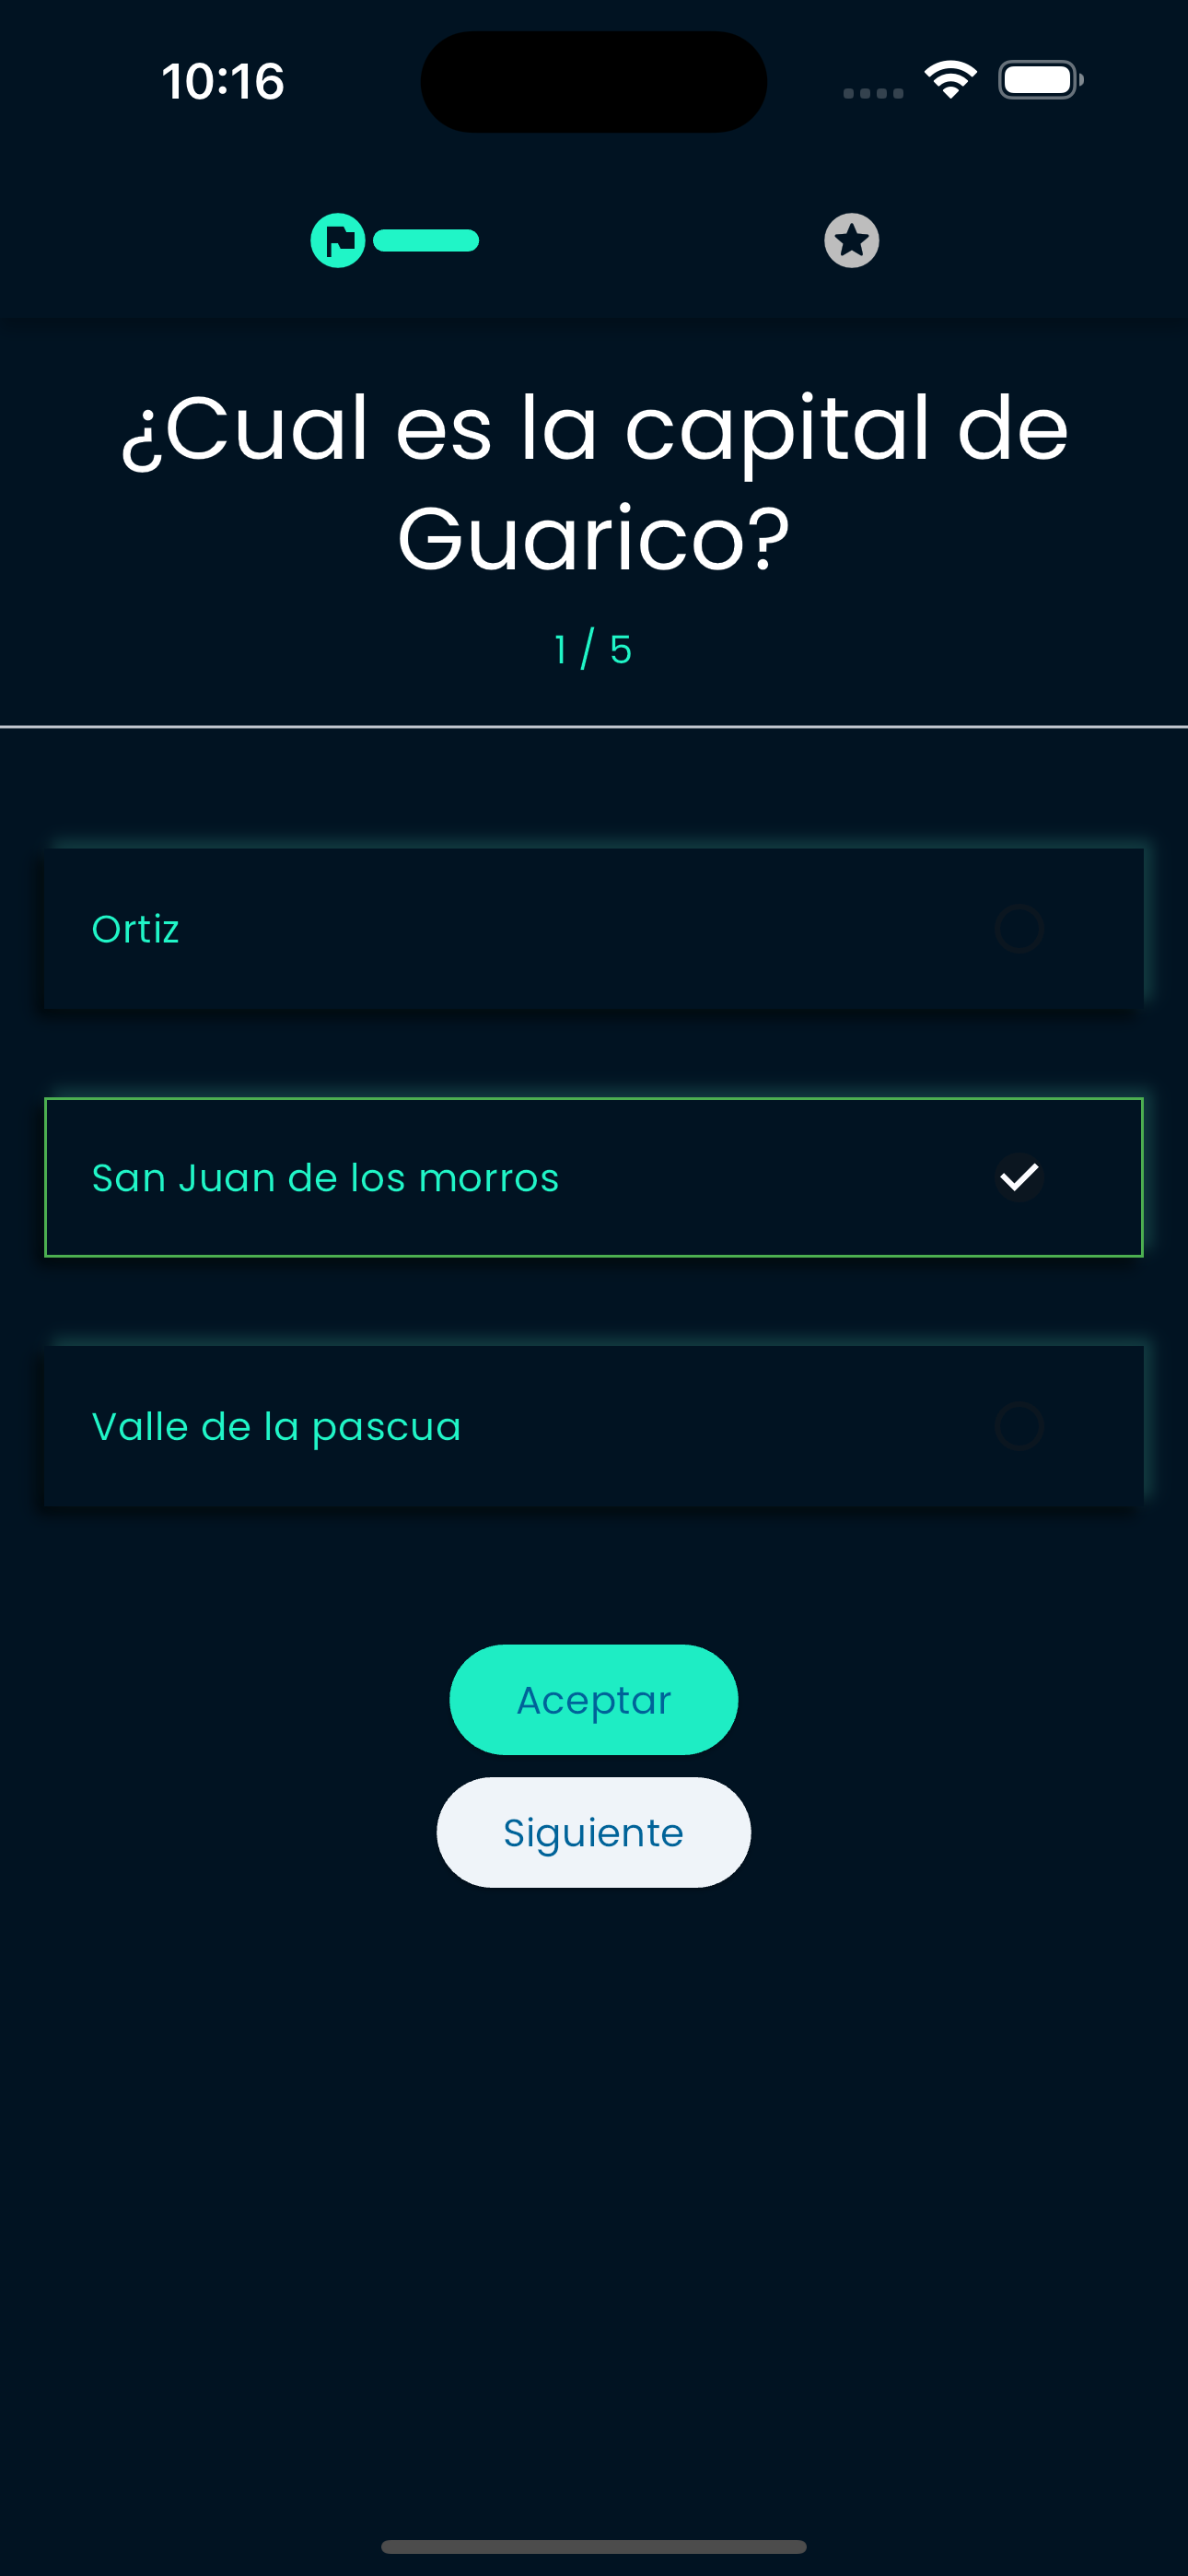 10:16
¿Cual es la capital de
Guarico?
1 / 5
Ortiz
San Juan de los morros
Valle de la pascua
Aceptar
Siguiente